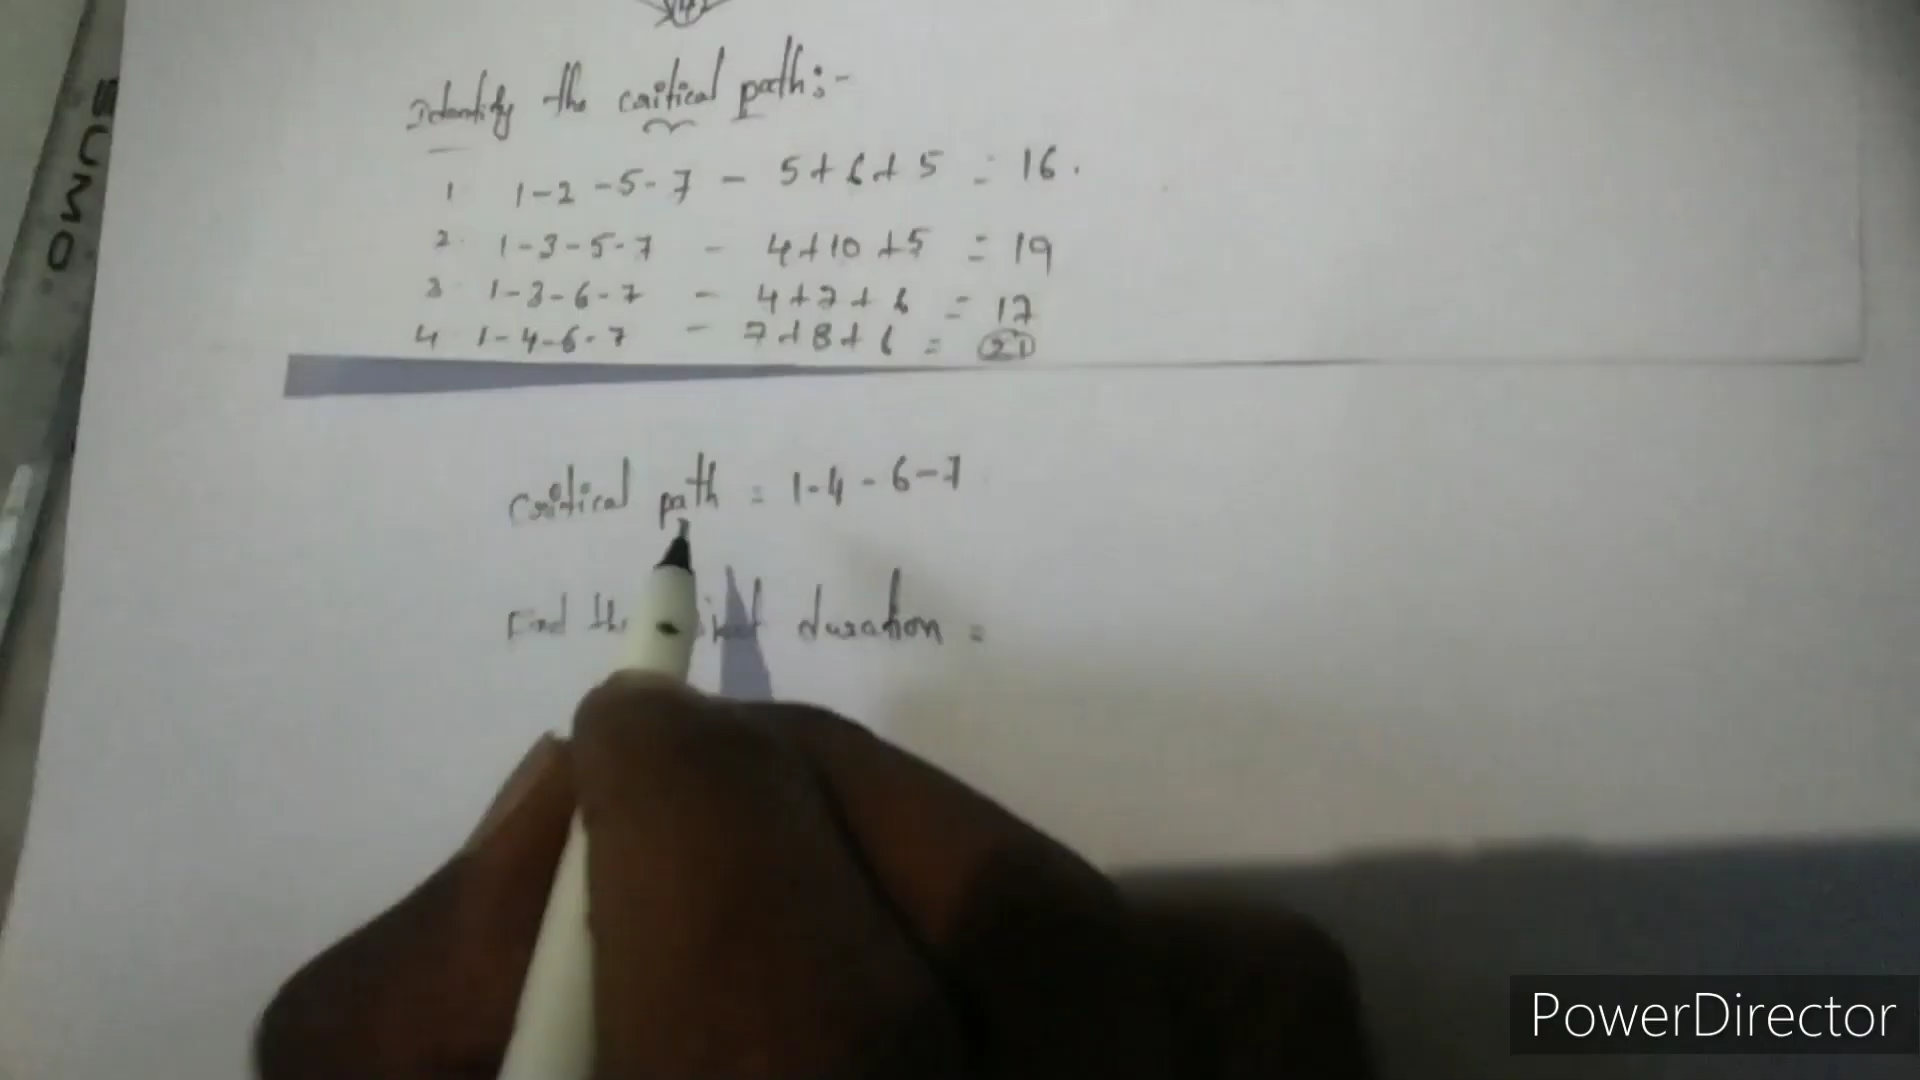 SUMO
Identify the critical path:-
1 1-2-5-7 - 5+6+5 = 16.
2. 1-3-5-7 - 4+10+5 = 19
3 1-3-6-7 - 4+7+6 = 17
4 1-4-6-7 - 7+8+6 = 21
Critical path = 1-4-6-7
Find the duration =
PowerDirector